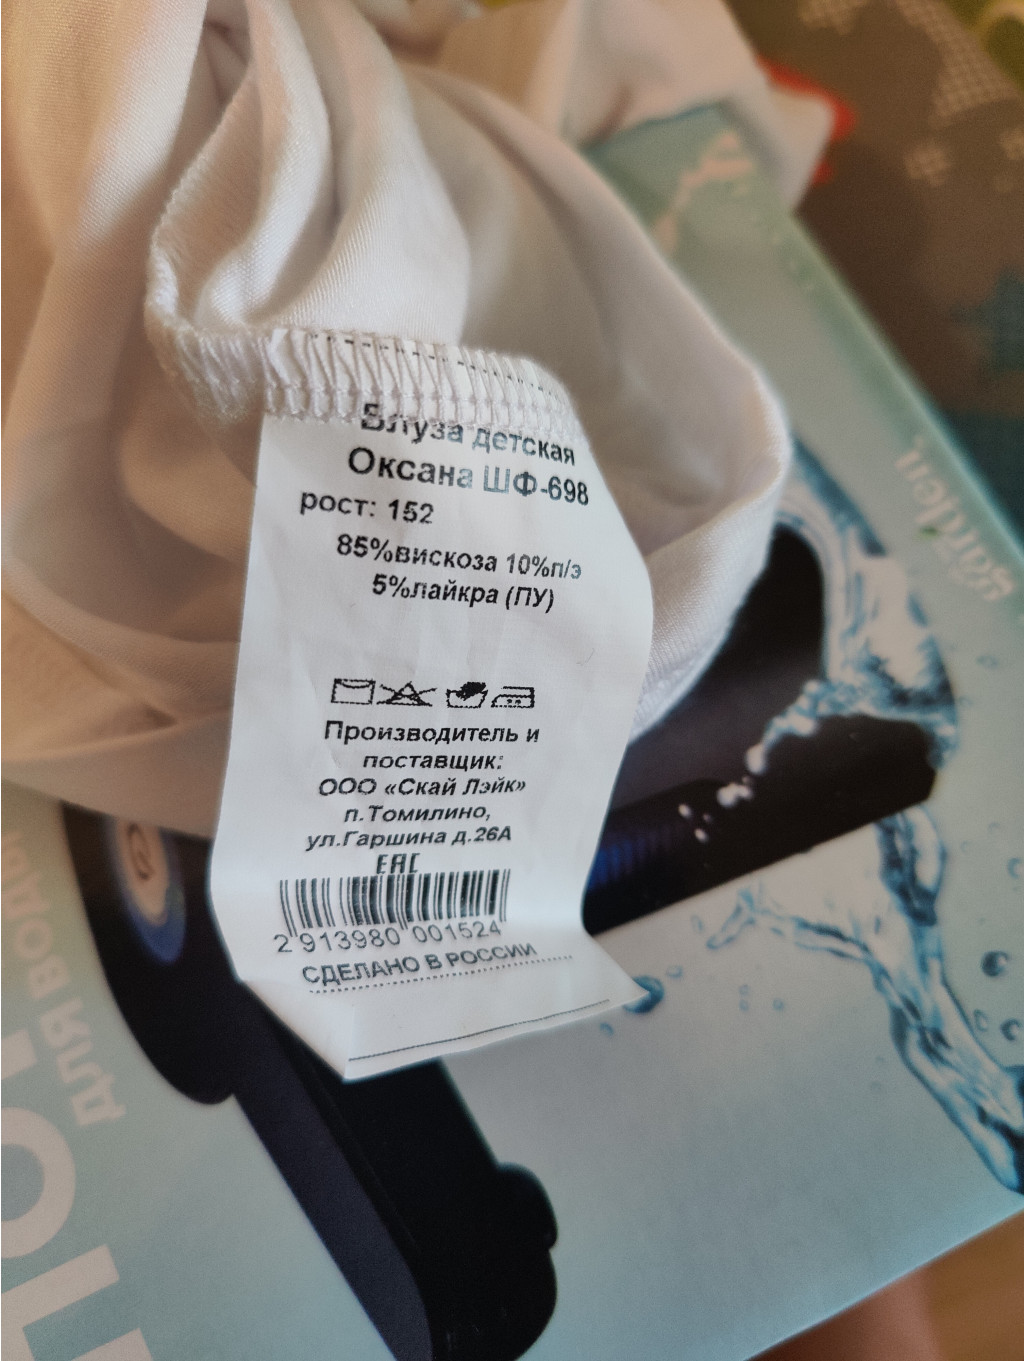 Блуза детская
Оксана ШФ-698
рост: 152
85%вискоза 10%п/э
5%лайкра (ПУ)
Производитель и
поставщик:
ООО «Скай Лэйк»
п.Томилино,
ул.Гаршина д.26А
EAC
2 913980 001524
СДЕЛАНО В РОССИИ
garden
ДЛЯ ВОДЫ